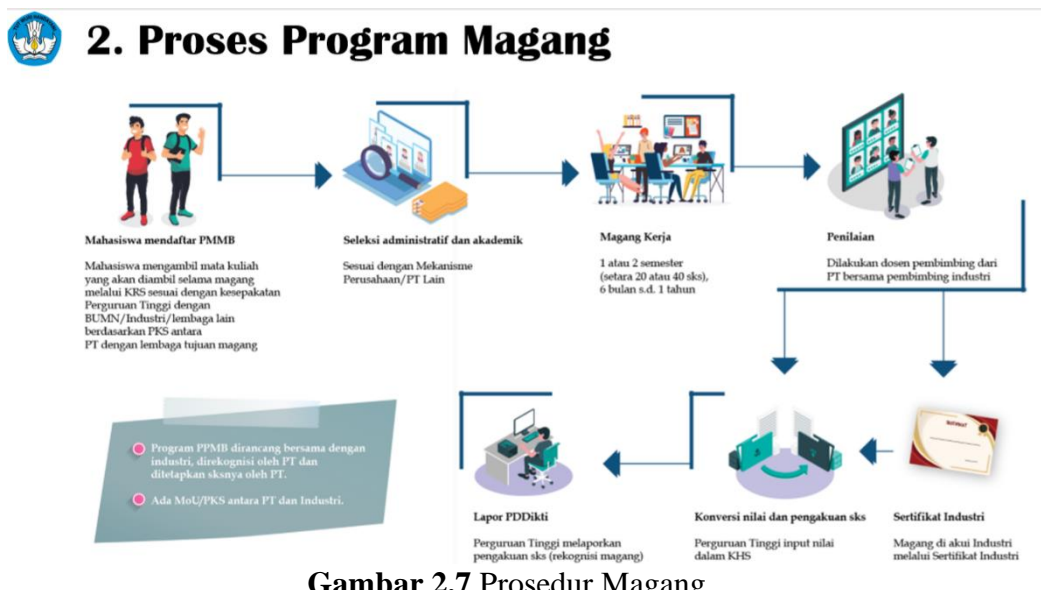 2. Proses Program Magang
Mahasiswa mendaftar PMMB
Mahasiswa mengambil mata kuliah
yang akan diambil selama magang
melalui KRS sesuai dengan kesepakatan
Perguruan Tinggi dengan
BUMN/Industri/lembaga lain
berdasarkan PKS antara
PT dengan lembaga tujuan magang
Seleksi administratif dan akademik
Sesuai dengan Mekanisme
Perusahaan/PT Lain
Magang Kerja
1 atau 2 semester
(setara 20 atau 40 sks),
6 bulan s.d. 1 tahun
Penilaian
Dilakukan dosen pembimbing dari
PT bersama pembimbing industri
Program PPMB dirancang bersama dengan
industri, direkognisi oleh PT dan
ditetapkan sksnya oleh PT.
Ada MoU/PKS antara PT dan Industri.
Lapor PDDikti
Perguruan Tinggi melaporkan
pengakuan sks (rekognisi magang)
Konversi nilai dan pengakuan sks
Perguruan Tinggi input nilai
dalam KHS
Sertifikat Industri
Magang di akui Industri
melalui Sertifikat Industri
Gambar 2.7 Prosedur Magang